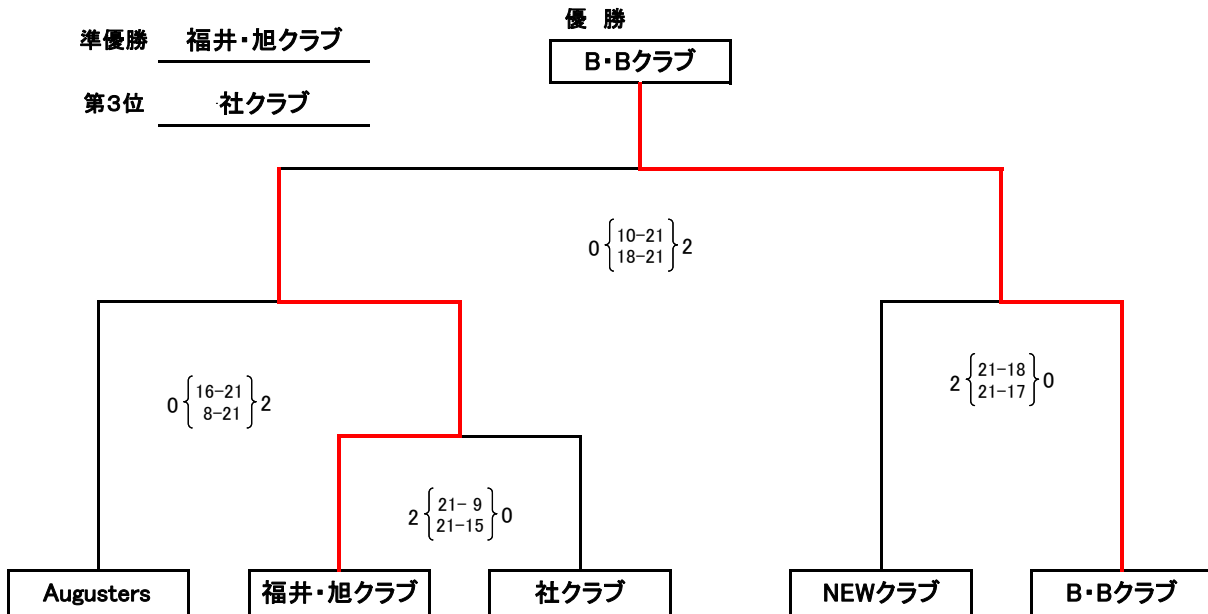 優 勝
準優勝 福井・旭クラブ
B・Bクラブ
第3位 社クラブ
0 { 10-21 } 2
18-21
0 { 16-21 } 2
8-21
2 { 21-18 } 0
21-17
2 { 21- 9 } 0
21-15
Augusters
福井・旭クラブ
社クラブ
NEWクラブ
B・Bクラブ